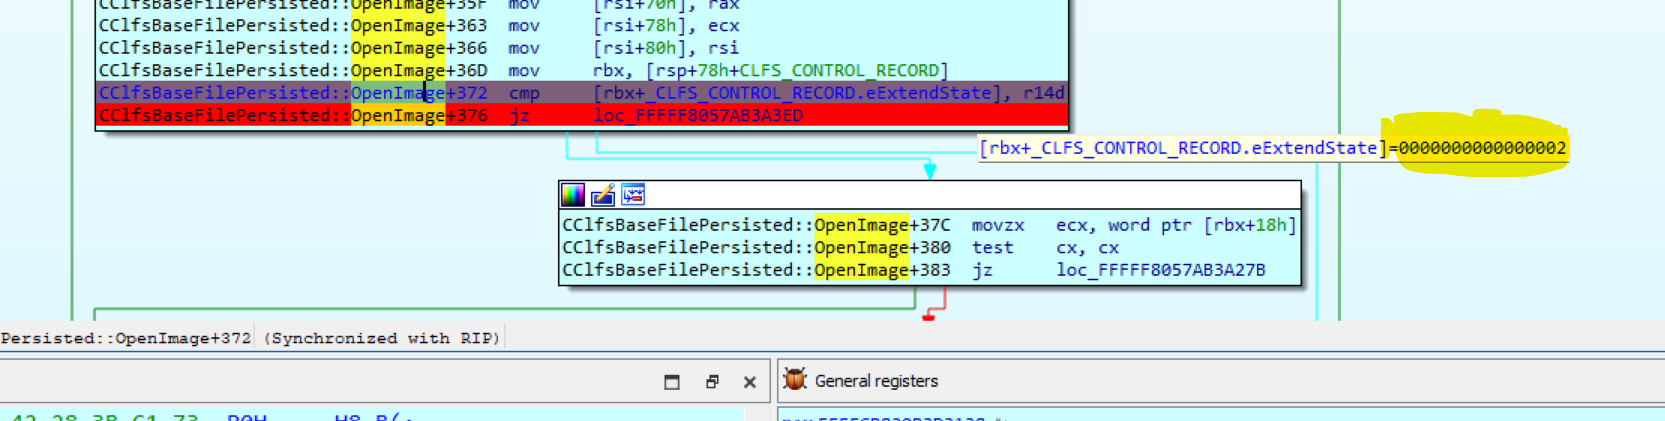 CClfsBaseFilePersisted::OpenImage+35F mov [rsi+70h], rax
CClfsBaseFilePersisted::OpenImage+363 mov [rsi+78h], ecx
CClfsBaseFilePersisted::OpenImage+366 mov [rsi+80h], rsi
CClfsBaseFilePersisted::OpenImage+36D mov rbx, [rsp+78h+CLFS_CONTROL_RECORD]
CClfsBaseFilePersisted::OpenImage+372 cmp [rbx+_CLFS_CONTROL_RECORD.eExtendState], r14d
CClfsBaseFilePersisted::OpenImage+376 jz loc_FFFFF8057AB3A3ED
[rbx+_CLFS_CONTROL_RECORD.eExtendState]=0000000000000002
CClfsBaseFilePersisted::OpenImage+37C movzx ecx, word ptr [rbx+18h]
CClfsBaseFilePersisted::OpenImage+380 test cx, cx
CClfsBaseFilePersisted::OpenImage+383 jz loc_FFFFF8057AB3A27B
Persisted::OpenImage+372 (Synchronized with RIP)
General registers